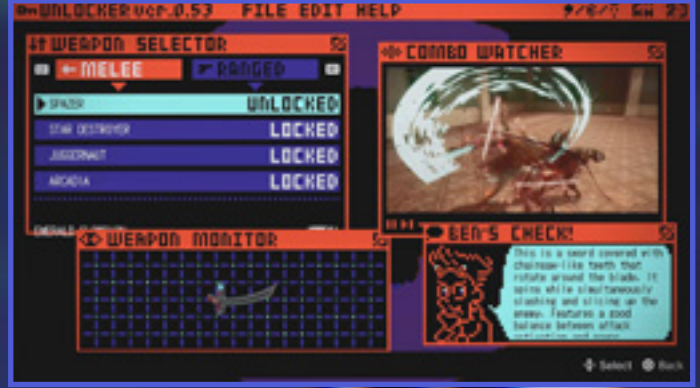 UNLOCKER ver.0.53 FILE EDIT HELP
WEAPON SELECTOR
MELEE RANGED
SPAZER UNLOCKED
STAR DESTROYER LOCKED
JUGGERNAUT LOCKED
ARCADIA LOCKED
COMBO WATCHER
WEAPON MONITOR
BEN'S CHECK!
This is a sword covered with
chainsaw-like teeth that
rotate around the blade. It
spins while simultaneously
slashing and slicing up the
enemy. Features a good
balance between attack
Select Back